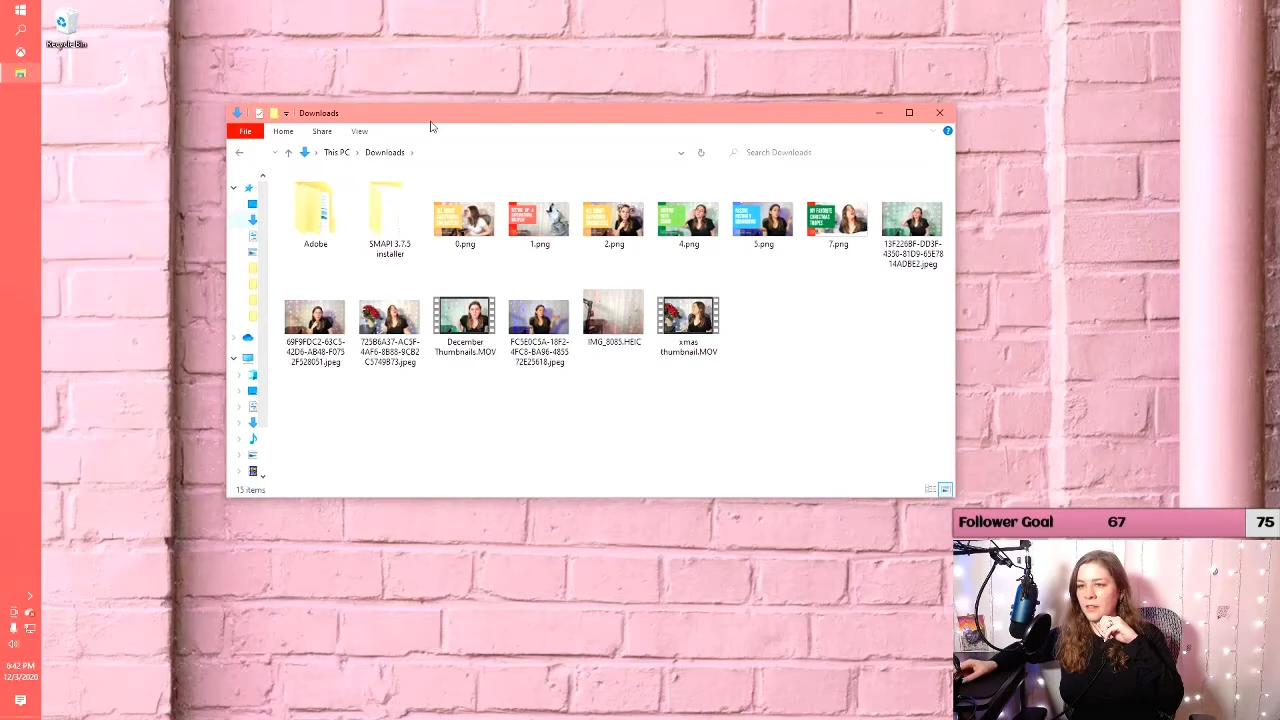 Recycle Bin
Downloads
File
Home
Share
View
This PC
Downloads
Search Downloads
Adobe
SMAPI 3.7.5
installer
0.png
1.png
2.png
4.png
5.png
7.png
13F226BF-DD3F-
4350-81D9-65E78
14ADBE2.jpeg
69F9FDC2-63C5-
42D6-AB48-F075
2F528051.jpeg
725B6A37-AC5F-
4AF6-8B88-9CB2
C5749B73.jpeg
December
Thumbnails.MOV
FC5E0C5A-18F2-
4FC8-BA96-4855
72E25618.jpeg
IMG_8085.HEIC
xmas
thumbnail.MOV
15 items
Follower Goal
67
75
6:42 PM
12/3/2020